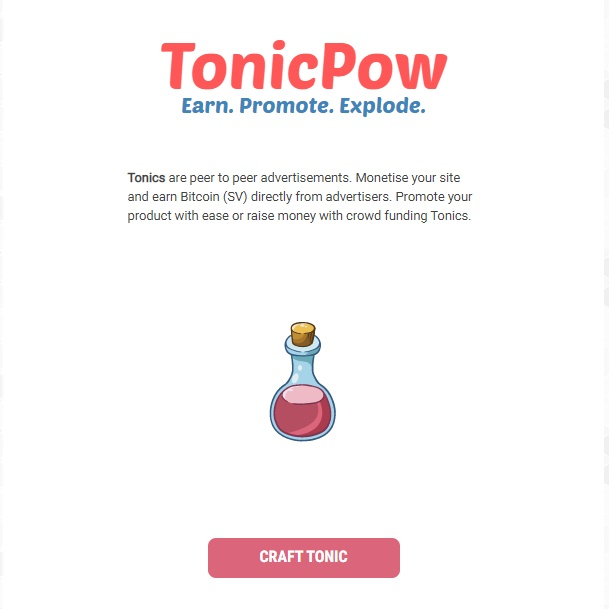 TonicPow
Earn. Promote. Explode.
Tonics are peer to peer advertisements. Monetise your site
and earn Bitcoin (SV) directly from advertisers. Promote your
product with ease or raise money with crowd funding Tonics.
CRAFT TONIC